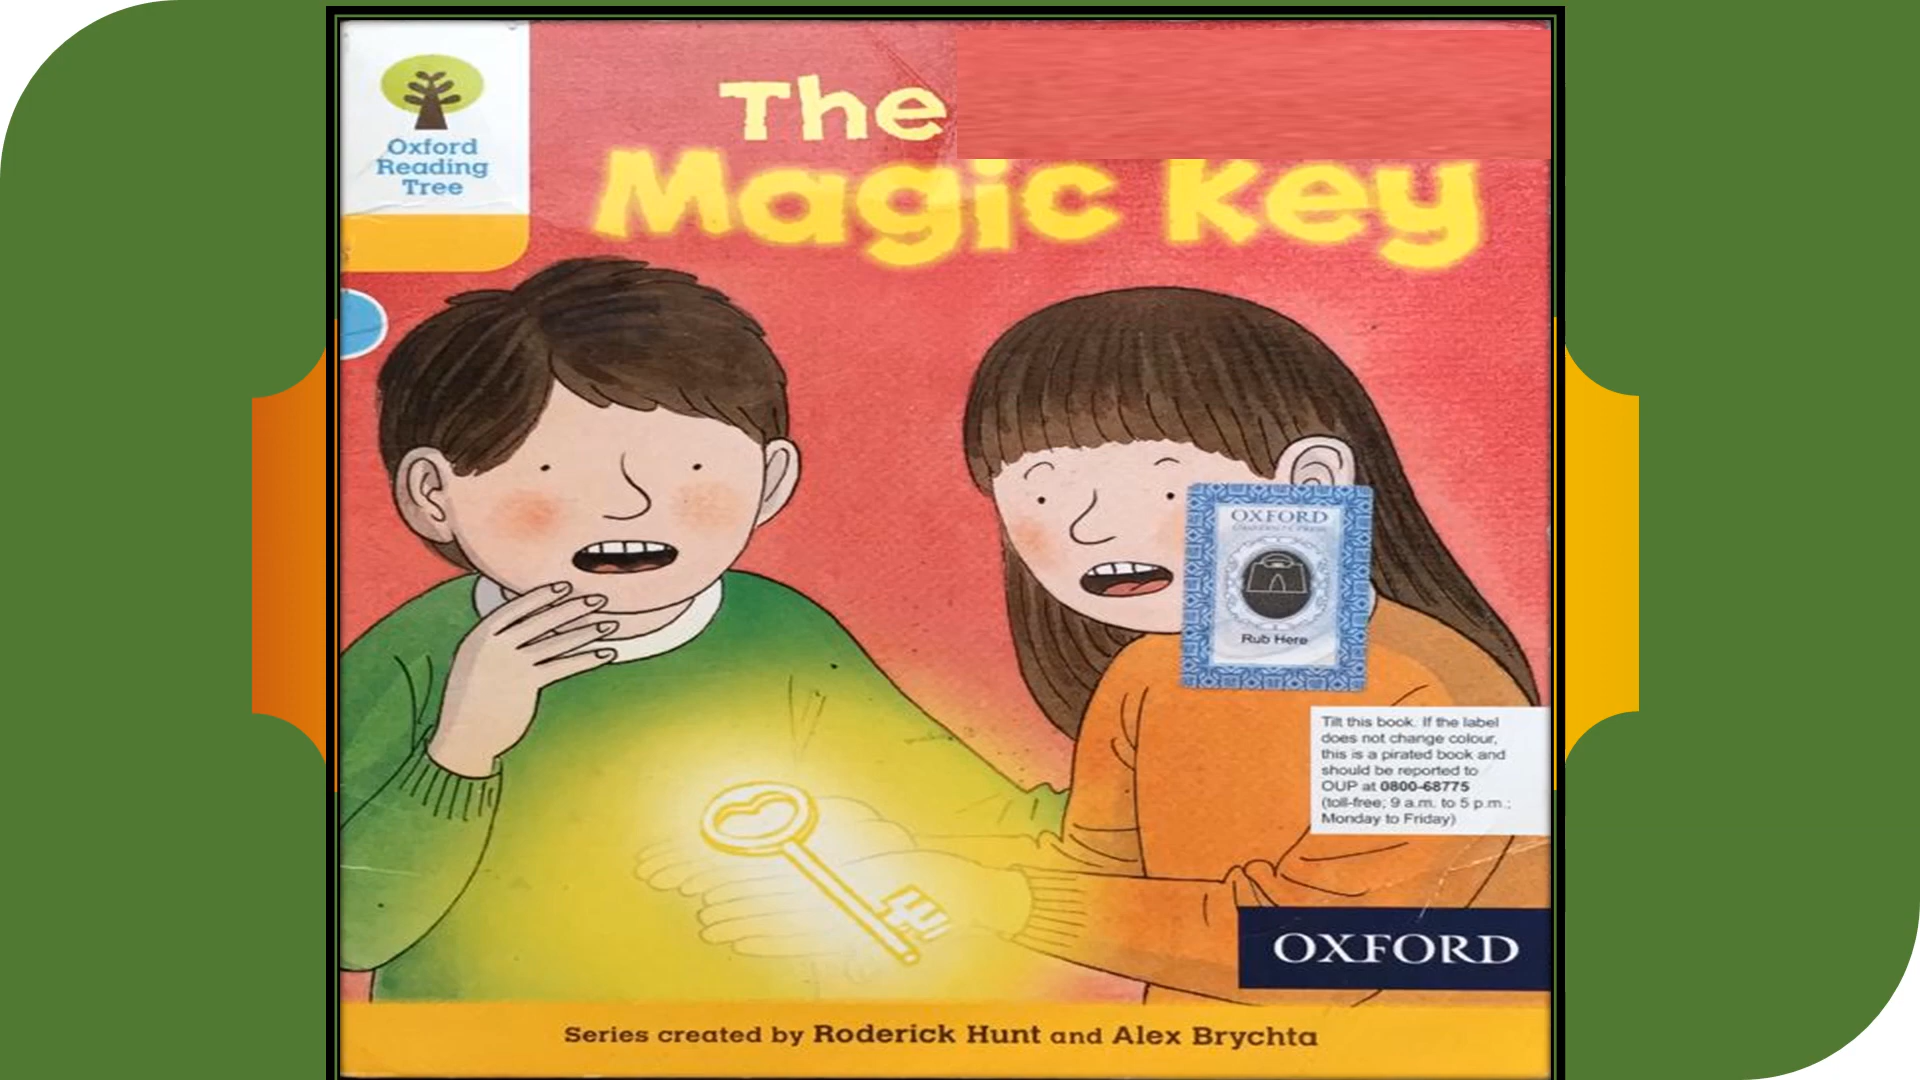 Oxford
Reading
Tree
The
Magic Key
OXFORD
UNIVERSITY PRESS
Rub Here
Tilt this book. If the label
does not change colour,
this is a pirated book and
should be reported to
OUP at 0800-68775
(toll-free; 9 a.m. to 5 p.m.;
Monday to Friday)
OXFORD
Series created by Roderick Hunt and Alex Brychta